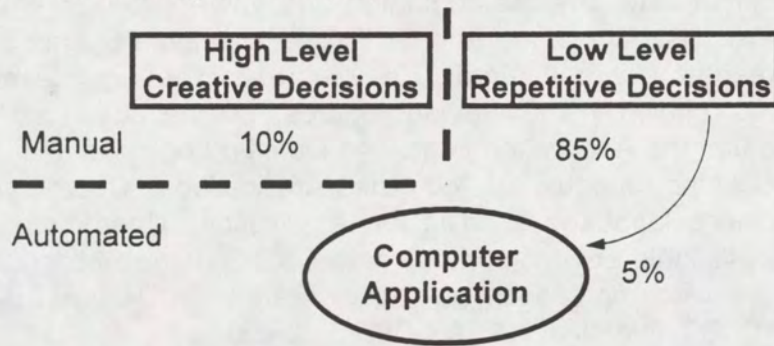 High Level
Creative Decisions
Low Level
Repetitive Decisions
Manual
10%
85%
Automated
Computer
Application
5%